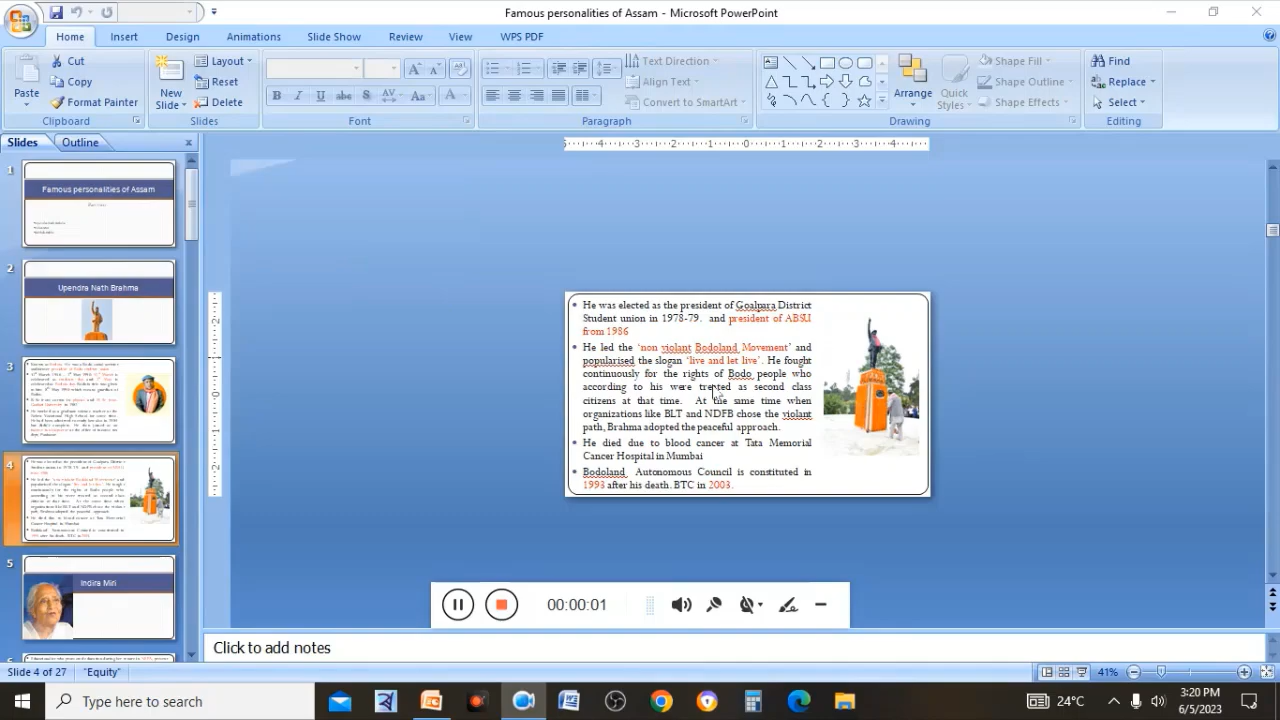 Famous personalities of Assam - Microsoft PowerPoint
Home Insert Design Animations Slide Show Review View WPS PDF
Cut Layout Text Direction Shape Fill Find
Paste Copy New Slide Reset Align Text Arrange Quick Styles Shape Outline Replace
Format Painter Delete B I U abe S AV Aa A Convert to SmartArt Shape Effects Select
Clipboard Slides Font Paragraph Drawing Editing
Slides Outline
1
Famous personalities of Assam
2
Upendra Nath Brahma
3
4
5
Indira Miri
He was elected as the president of Goalpara District
Student union in 1978-79. and president of ABSU
from 1986
He led the ‘non violant Bodoland Movement’ and
popularised the slogan ‘live and let live’. He fought
continuously for the rights of Bodo people who
according to his were treated as second class
citizens at that time. At the same time when
organizations like BLT and NDFB chose the violant
path, Brahma adopted the peaceful approach.
He died due to blood cancer at Tata Memorial
Cancer Hospital in Mumbai
Bodoland Autonomous Council is constituted in
1993 after his death. BTC in 2003.
00:00:01
Click to add notes
Slide 4 of 27 "Equity" 41%
Type here to search 24°C 3:20 PM
6/5/2023